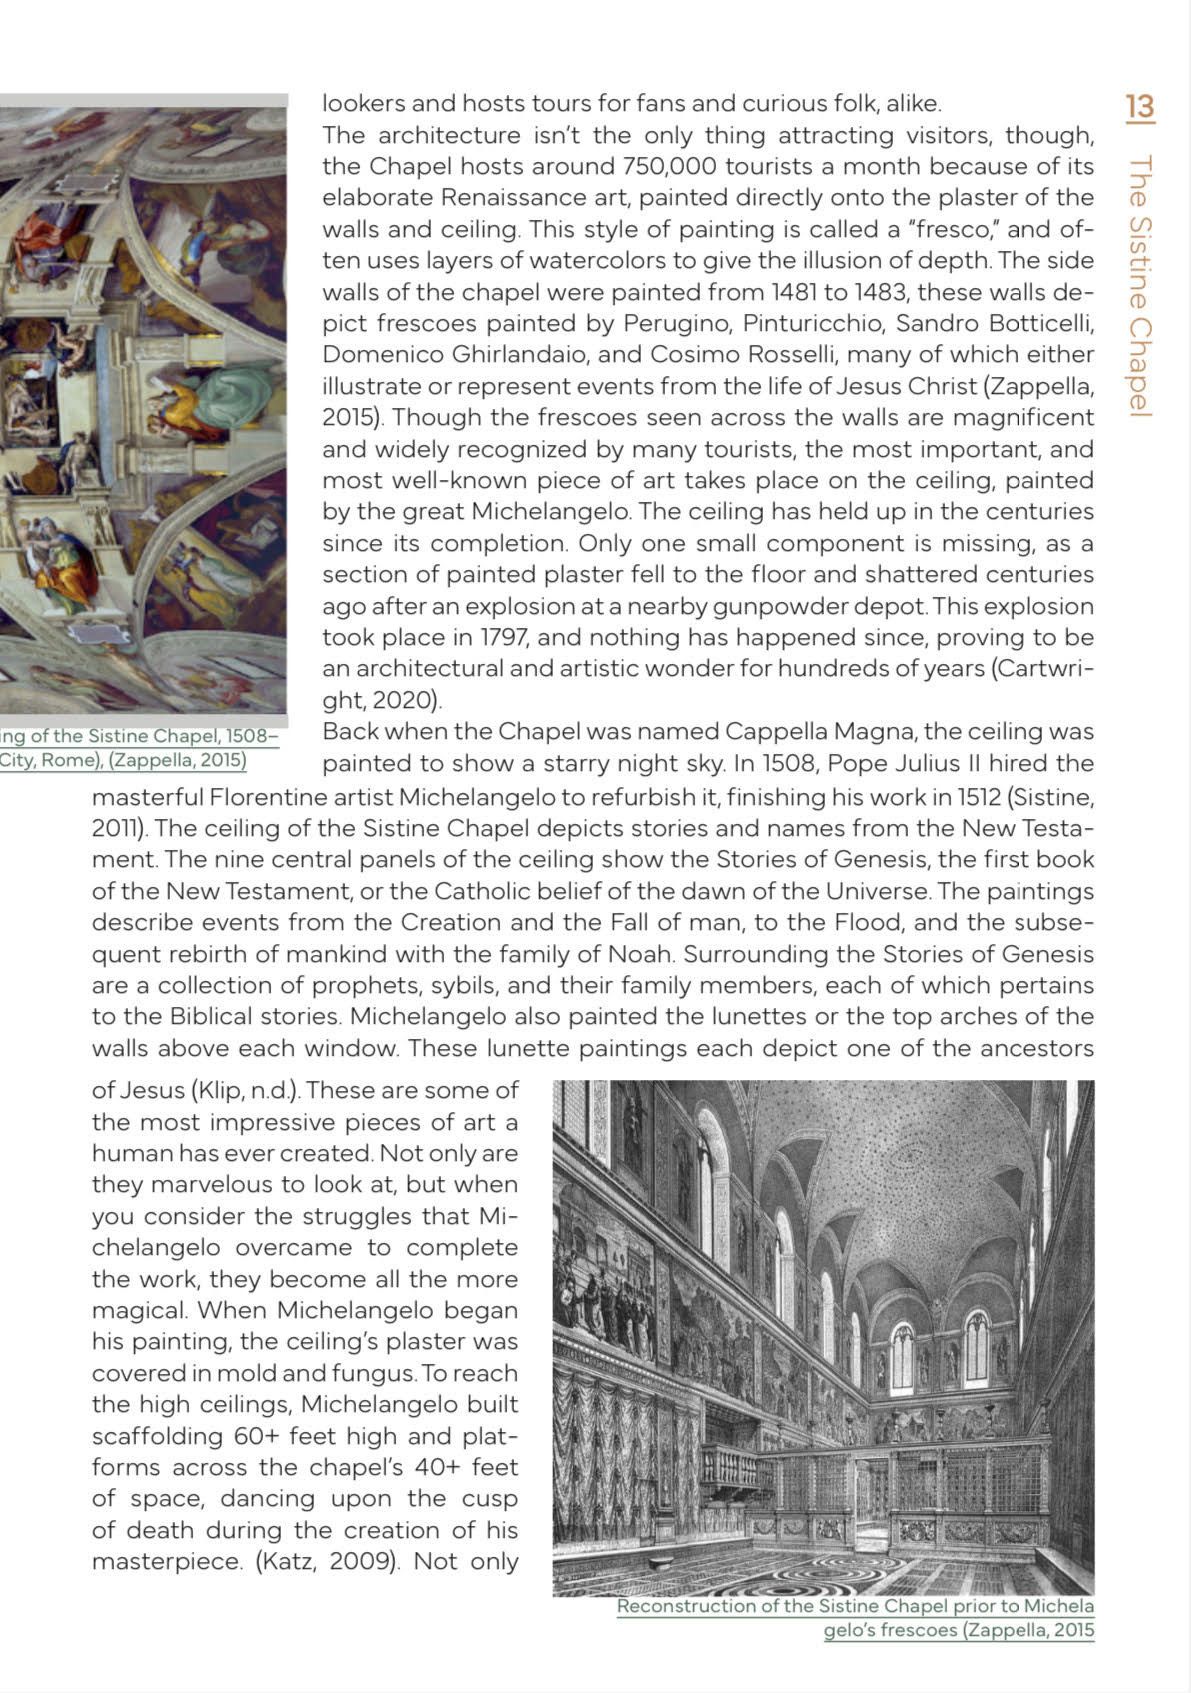 13
The Sistine Chapel
lookers and hosts tours for fans and curious folk, alike.
The architecture isn’t the only thing attracting visitors, though,
the Chapel hosts around 750,000 tourists a month because of its
elaborate Renaissance art, painted directly onto the plaster of the
walls and ceiling. This style of painting is called a “fresco,” and of-
ten uses layers of watercolors to give the illusion of depth. The side
walls of the chapel were painted from 1481 to 1483, these walls de-
pict frescoes painted by Perugino, Pinturicchio, Sandro Botticelli,
Domenico Ghirlandaio, and Cosimo Rosselli, many of which either
illustrate or represent events from the life of Jesus Christ (Zappella,
2015). Though the frescoes seen across the walls are magnificent
and widely recognized by many tourists, the most important, and
most well-known piece of art takes place on the ceiling, painted
by the great Michelangelo. The ceiling has held up in the centuries
since its completion. Only one small component is missing, as a
section of painted plaster fell to the floor and shattered centuries
ago after an explosion at a nearby gunpowder depot. This explosion
took place in 1797, and nothing has happened since, proving to be
an architectural and artistic wonder for hundreds of years (Cartwri-
ght, 2020).
ing of the Sistine Chapel, 1508–
City, Rome), (Zappella, 2015)
Back when the Chapel was named Cappella Magna, the ceiling was
painted to show a starry night sky. In 1508, Pope Julius II hired the
masterful Florentine artist Michelangelo to refurbish it, finishing his work in 1512 (Sistine,
2011). The ceiling of the Sistine Chapel depicts stories and names from the New Testa-
ment. The nine central panels of the ceiling show the Stories of Genesis, the first book
of the New Testament, or the Catholic belief of the dawn of the Universe. The paintings
describe events from the Creation and the Fall of man, to the Flood, and the subse-
quent rebirth of mankind with the family of Noah. Surrounding the Stories of Genesis
are a collection of prophets, sybils, and their family members, each of which pertains
to the Biblical stories. Michelangelo also painted the lunettes or the top arches of the
walls above each window. These lunette paintings each depict one of the ancestors
of Jesus (Klip, n.d.). These are some of
the most impressive pieces of art a
human has ever created. Not only are
they marvelous to look at, but when
you consider the struggles that Mi-
chelangelo overcame to complete
the work, they become all the more
magical. When Michelangelo began
his painting, the ceiling’s plaster was
covered in mold and fungus. To reach
the high ceilings, Michelangelo built
scaffolding 60+ feet high and plat-
forms across the chapel’s 40+ feet
of space, dancing upon the cusp
of death during the creation of his
masterpiece. (Katz, 2009). Not only
Reconstruction of the Sistine Chapel prior to Michela
gelo’s frescoes (Zappella, 2015